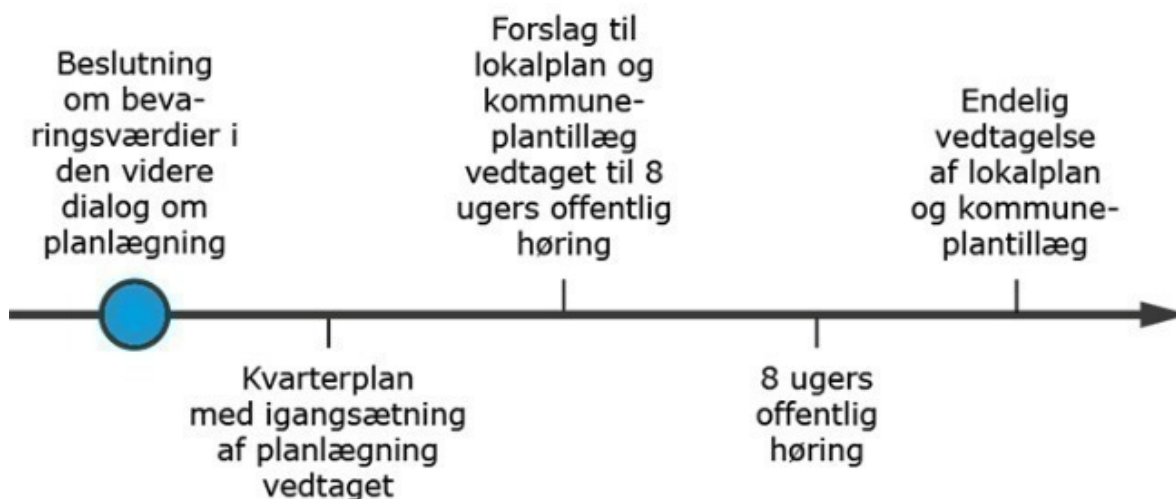 Beslutning
om beva-
ringsværdier i
den videre
dialog om
planlægning
Kvarterplan
med igangsætning
af planlægning
vedtaget
Forslag til
lokalplan og
kommune-
plantillæg
vedtaget til 8
ugers offentlig
høring
8 ugers
offentlig
høring
Endelig
vedtagelse
af lokalplan
og kommune-
plantillæg